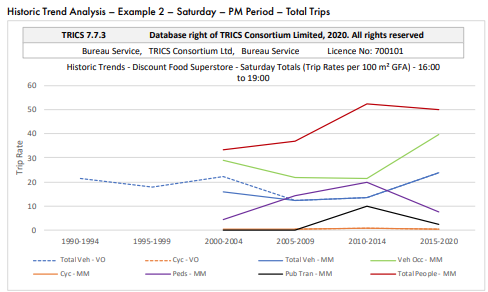 Historic Trend Analysis – Example 2 – Saturday – PM Period – Total Trips
TRICS 7.7.3 Database right of TRICS Consortium Limited, 2020. All rights reserved
Bureau Service, TRICS Consortium Ltd, Bureau Service Licence No: 700101
Historic Trends - Discount Food Superstore - Saturday Totals (Trip Rates per 100 m² GFA) - 16:00
to 19:00
60
50
40
30
20
10
0
Trip Rate
1990-1994 1995-1999 2000-2004 2005-2009 2010-2014 2015-2020
Total Veh - VO Cyc - VO Total Veh - MM Veh Occ - MM
Cyc - MM Peds - MM Pub Tran - MM Total People - MM